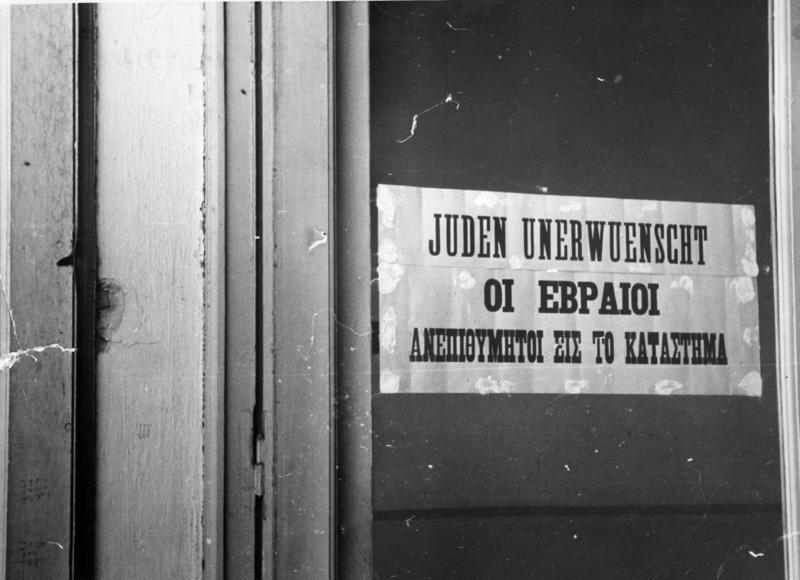 JUDEN UNERWUENSCHT
ΟΙ ΕΒΡΑΙΟΙ
ΑΝΕΠΙΘΥΜΗΤΟΙ ΕΙΣ ΤΟ ΚΑΤΑΣΤΗΜΑ